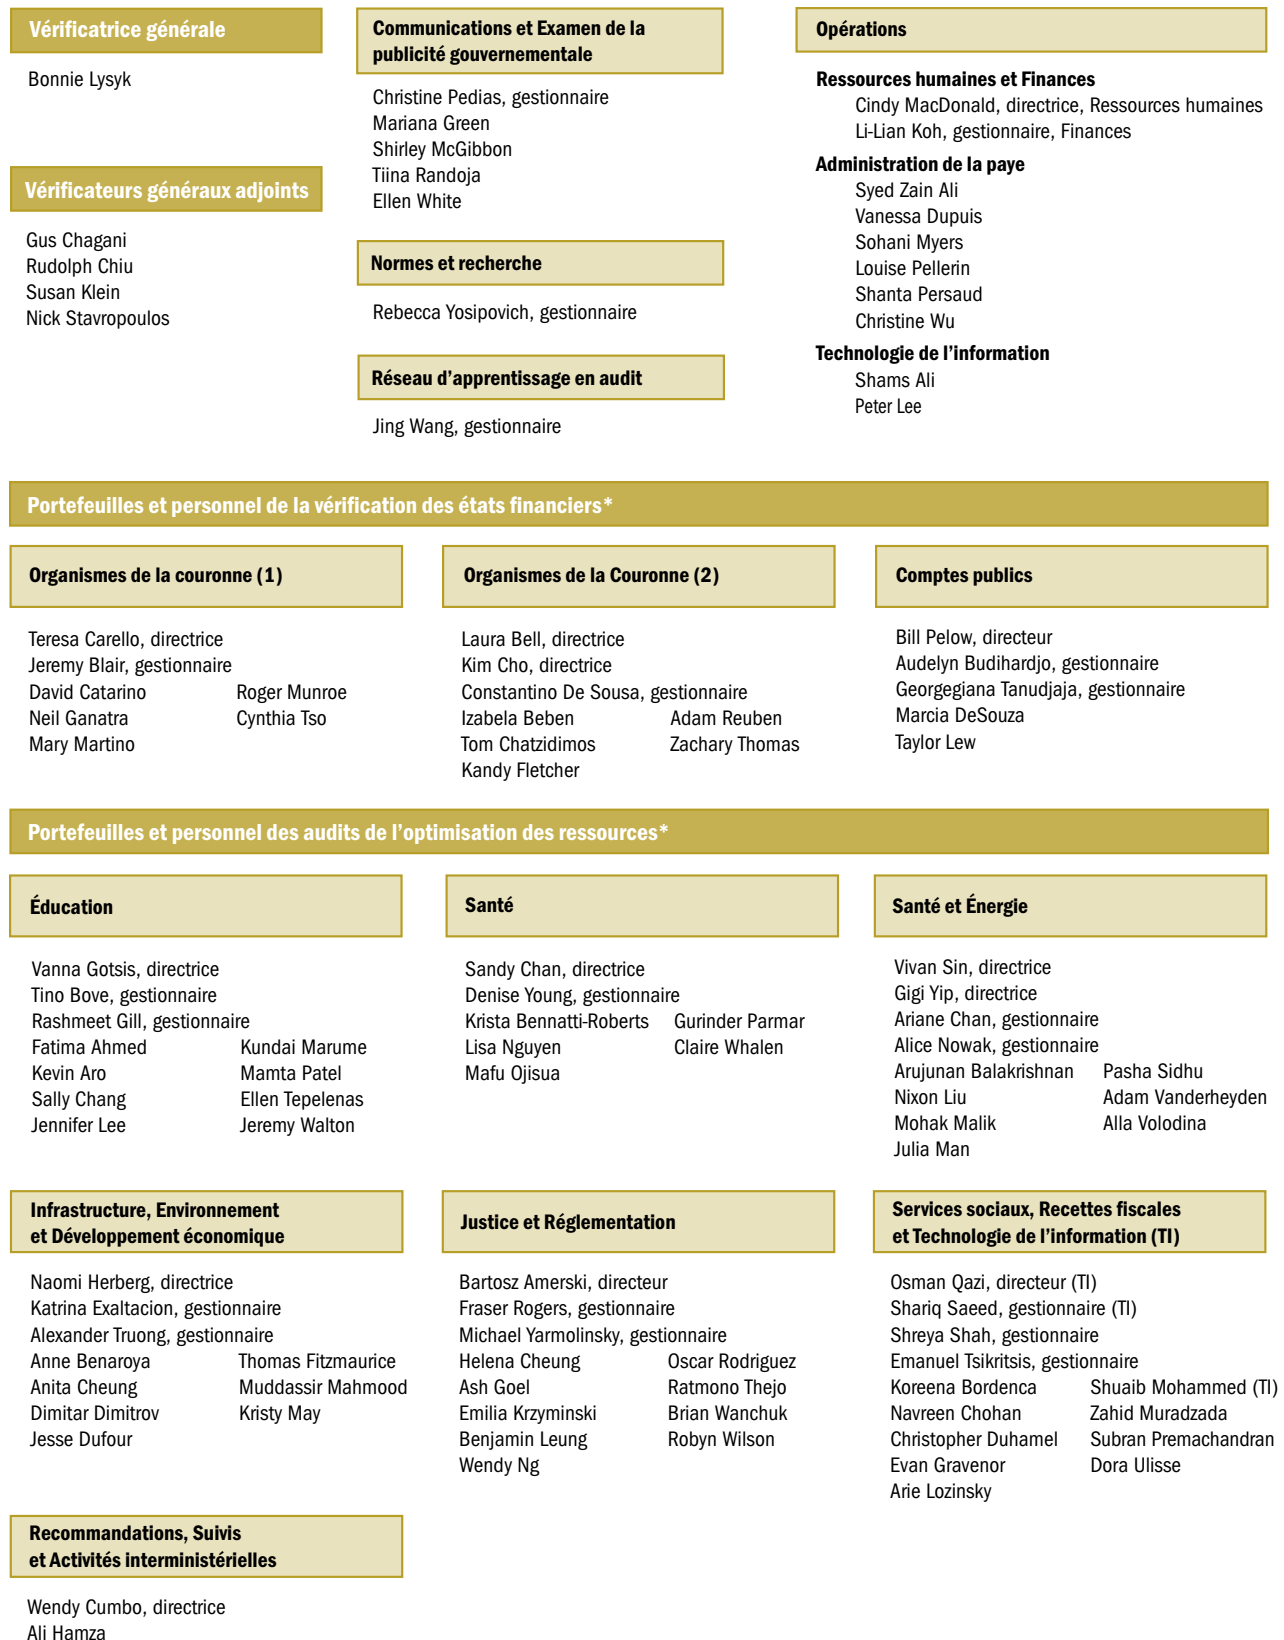 Vérificatrice générale
Bonnie Lysyk
Vérificateurs généraux adjoints
Gus Chagani
Rudolph Chiu
Susan Klein
Nick Stavropoulos
Communications et Examen de la
publicité gouvernementale
Christine Pedias, gestionnaire
Mariana Green
Shirley McGibbon
Tiina Randoja
Ellen White
Normes et recherche
Rebecca Yosipovich, gestionnaire
Réseau d'apprentissage en audit
Jing Wang, gestionnaire
Opérations
Ressources humaines et Finances
Cindy MacDonald, directrice, Ressources humaines
Li-Lian Koh, gestionnaire, Finances
Administration de la paye
Syed Zain Ali
Vanessa Dupuis
Sohani Myers
Louise Pellerin
Shanta Persaud
Christine Wu
Technologie de l'information
Shams Ali
Peter Lee
Portefeuilles et personnel de la vérification des états financiers*
Organismes de la couronne (1)
Teresa Carello, directrice
Jeremy Blair, gestionnaire
David Catarino
Neil Ganatra
Mary Martino
Roger Munroe
Cynthia Tso
Organismes de la Couronne (2)
Laura Bell, directrice
Kim Cho, directrice
Constantino De Sousa, gestionnaire
Izabela Beben
Tom Chatzidimos
Kandy Fletcher
Adam Reuben
Zachary Thomas
Comptes publics
Bill Pelow, directeur
Audelyn Budihardjo, gestionnaire
Georgegiana Tanudjaja, gestionnaire
Marcia DeSouza
Taylor Lew
Portefeuilles et personnel des audits de l'optimisation des ressources*
Éducation
Vanna Gotsis, directrice
Tino Bove, gestionnaire
Rashmeet Gill, gestionnaire
Fatima Ahmed
Kevin Aro
Sally Chang
Jennifer Lee
Kundai Marume
Mamta Patel
Ellen Tepelenas
Jeremy Walton
Santé
Sandy Chan, directrice
Denise Young, gestionnaire
Krista Bennatti-Roberts
Lisa Nguyen
Mafu Ojisua
Gurinder Parmar
Claire Whalen
Santé et Énergie
Vivan Sin, directrice
Gigi Yip, directrice
Ariane Chan, gestionnaire
Alice Nowak, gestionnaire
Arujunan Balakrishnan
Nixon Liu
Mohak Malik
Julia Man
Pasha Sidhu
Adam Vanderheyden
Alla Volodina
Infrastructure, Environnement
et Développement économique
Naomi Herberg, directrice
Katrina Exaltacion, gestionnaire
Alexander Truong, gestionnaire
Anne Benaroya
Anita Cheung
Dimitar Dimitrov
Jesse Dufour
Thomas Fitzmaurice
Muddassir Mahmood
Kristy May
Justice et Réglementation
Bartosz Amerski, directeur
Fraser Rogers, gestionnaire
Michael Yarmolinsky, gestionnaire
Helena Cheung
Ash Goel
Emilia Krzyminski
Benjamin Leung
Wendy Ng
Oscar Rodriguez
Ratmono Thejo
Brian Wanchuk
Robyn Wilson
Services sociaux, Recettes fiscales
et Technologie de l'information (TI)
Osman Qazi, directeur (TI)
Shariq Saeed, gestionnaire (TI)
Shreya Shah, gestionnaire
Emanuel Tsikritsis, gestionnaire
Koreena Bordenca
Navreen Chohan
Christopher Duhamel
Evan Gravenor
Arie Lozinsky
Shuaib Mohammed (TI)
Zahid Muradzada
Subran Premachandran
Dora Ulisse
Recommandations, Suivis
et Activités interministérielles
Wendy Cumbo, directrice
Ali Hamza